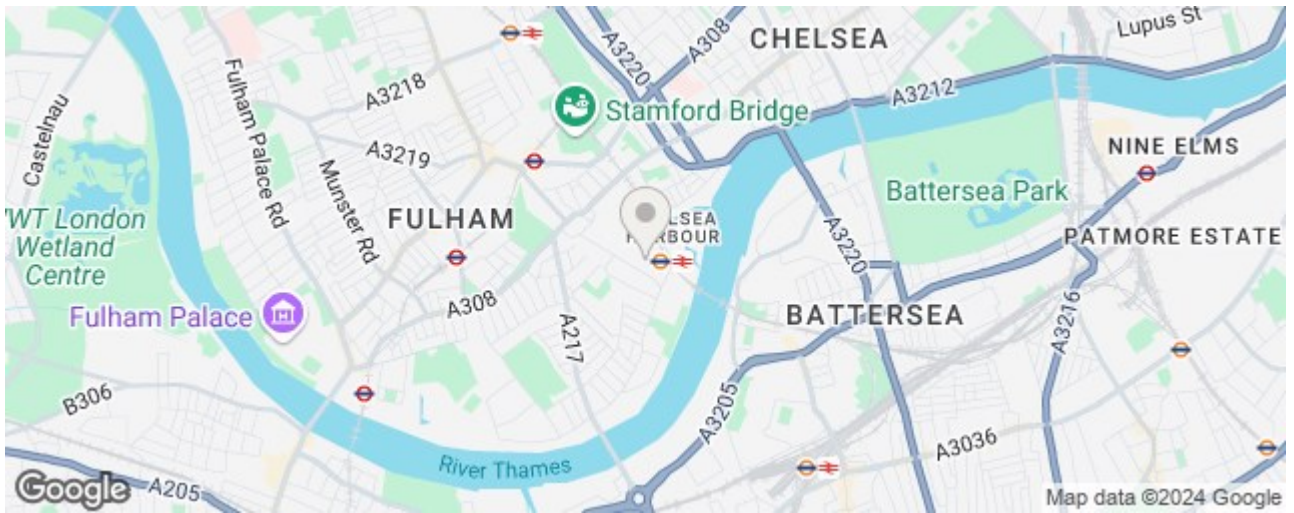 Lupus St
CHELSEA
A308
A3220
A3218
A3212
Fulham Palace Rd
Castelnau
Stamford Bridge
A3219
NINE ELMS
Munster Rd
Battersea Park
FULHAM
WT London
Wetland
Centre
LSEA
HARBOUR
A3220
PATMORE ESTATE
A308
Fulham Palace
A217
BATTERSEA
A3216
B306
A3205
A3036
River Thames
A205
Google
Map data ©2024 Google